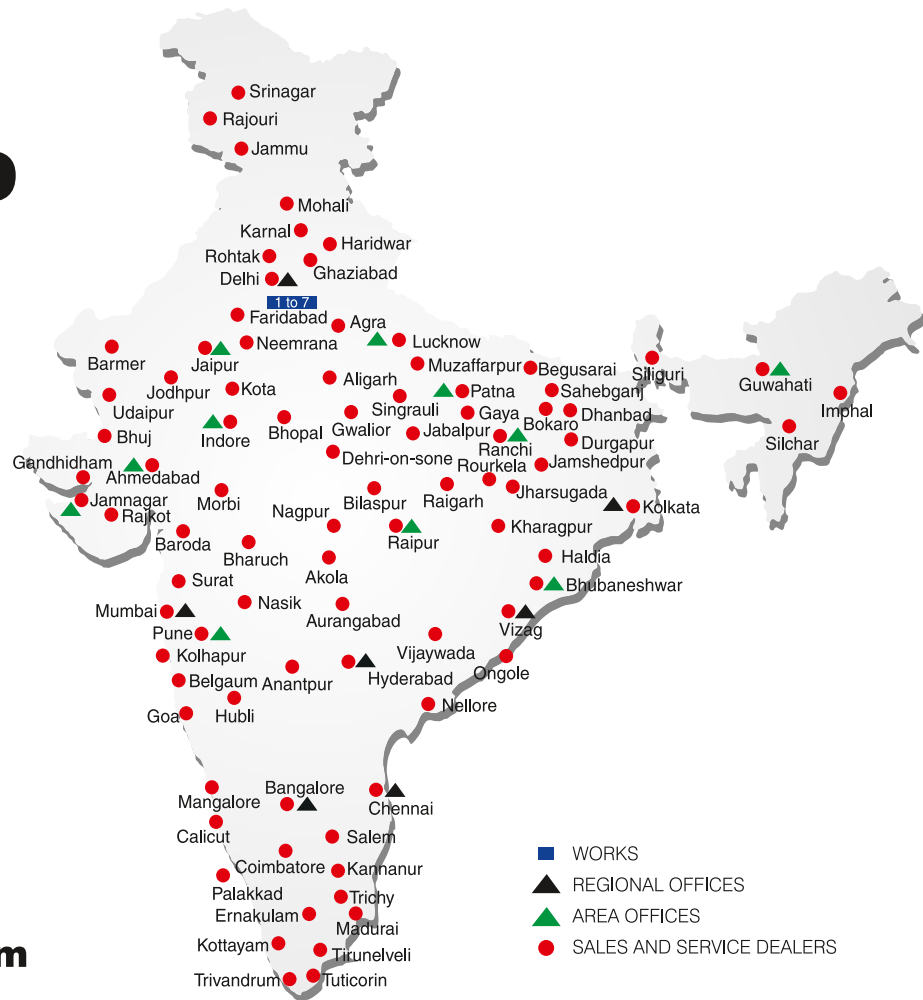 Srinagar
Rajouri
Jammu
Mohali
Karnal
Haridwar
Rohtak
Ghaziabad
Delhi
1 to 7
Faridabad
Agra
Neemrana
Lucknow
Barmer
Jaipur
Muzaffarpur
Begusarai
Siliguri
Guwahati
Jodhpur
Kota
Aligarh
Patna
Sahebganj
Imphal
Udaipur
Singrauli
Bokaro
Dhanbad
Bhuj
Indore
Bhopal
Gwalior
Jabalpur
Gaya
Ranchi
Durgapur
Silchar
Gandhidham
Ahmedabad
Dehri-on-sone
Rourkela
Jamshedpur
Jamnagar
Rajkot
Morbi
Bilaspur
Raigarh
Jharsugada
Kolkata
Nagpur
Raipur
Kharagpur
Baroda
Bharuch
Akola
Haldia
Surat
Bhubaneshwar
Mumbai
Nasik
Aurangabad
Vizag
Pune
Vijaywada
Kolhapur
Anantpur
Hyderabad
Ongole
Belgaum
Hubli
Nellore
Goa
Mangalore
Bangalore
Chennai
Calicut
Salem
Coimbatore
Kannanur
Palakkad
Trichy
Ernakulam
Madurai
Kottayam
Tirunelveli
Trivandrum
Tuticorin
WORKS
REGIONAL OFFICES
AREA OFFICES
SALES AND SERVICE DEALERS
m